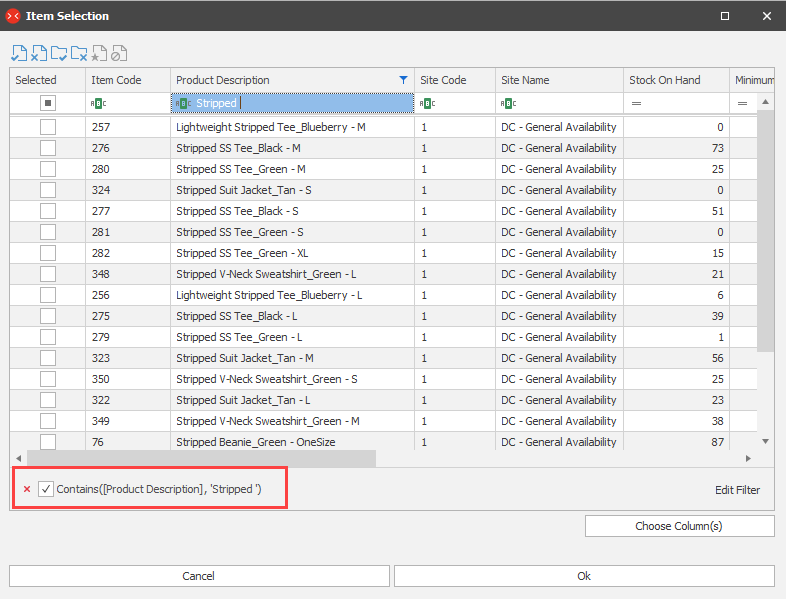 Item Selection
Selected Item Code Product Description Site Code Site Name Stock On Hand Minimum
ABC ABC Stripped ABC ABC = =
257 Lightweight Stripped Tee_Blueberry - M 1 DC - General Availability 0
276 Stripped SS Tee_Black - M 1 DC - General Availability 73
280 Stripped SS Tee_Green - M 1 DC - General Availability 25
324 Stripped Suit Jacket_Tan - S 1 DC - General Availability 0
277 Stripped SS Tee_Black - S 1 DC - General Availability 51
281 Stripped SS Tee_Green - S 1 DC - General Availability 0
282 Stripped SS Tee_Green - XL 1 DC - General Availability 15
348 Stripped V-Neck Sweatshirt_Green - L 1 DC - General Availability 21
256 Lightweight Stripped Tee_Blueberry - L 1 DC - General Availability 6
275 Stripped SS Tee_Black - L 1 DC - General Availability 39
279 Stripped SS Tee_Green - L 1 DC - General Availability 1
323 Stripped Suit Jacket_Tan - M 1 DC - General Availability 56
350 Stripped V-Neck Sweatshirt_Green - S 1 DC - General Availability 25
322 Stripped Suit Jacket_Tan - L 1 DC - General Availability 23
349 Stripped V-Neck Sweatshirt_Green - M 1 DC - General Availability 38
76 Stripped Beanie_Green - OneSize 1 DC - General Availability 87
Contains([Product Description], 'Stripped ') Edit Filter
Choose Column(s)
Cancel Ok